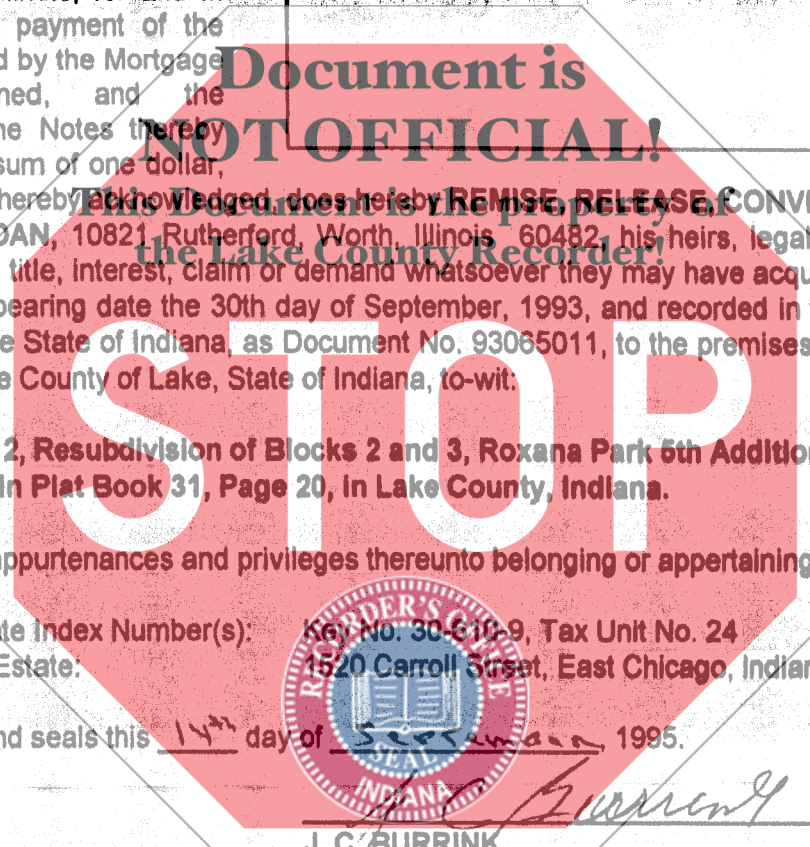 payment of the
d by the Mortgage
ned, and the
ne Notes thereby
sum of one dollar,
hereby acknowledged, does hereby REMISE, RELEASE, CONVE
DAN, 10821 Rutherford, Worth, Illinois 60482, his heirs, legal
title, interest, claim or demand whatsoever they may have acqu
bearing date the 30th day of September, 1993, and recorded in
e State of Indiana, as Document No. 93065011, to the premises
e County of Lake, State of Indiana, to-wit:
2, Resubdivision of Blocks 2 and 3, Roxana Park 5th Addition
in Plat Book 31, Page 20, in Lake County, Indiana.
appurtenances and privileges thereunto belonging or appertaining
te Index Number(s): Key No. 30-610-9, Tax Unit No. 24
Estate: 1520 Carroll Street, East Chicago, Indian
nd seals this 14th day of September, 1995.
J. C. BURRINK
Document is
NOT OFFICIAL!
This Document is the property of
the Lake County Recorder!
STOP
RECORDER'S OFFICE
SEAL
INDIANA